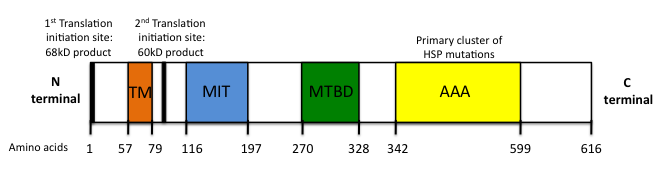 1st Translation
initiation site:
68kD product
2nd Translation
initiation site:
60kD product
Primary cluster of
HSP mutations
N
terminal
TM
MIT
MTBD
AAA
C
terminal
Amino acids
1
57
79
116
197
270
328
342
599
616